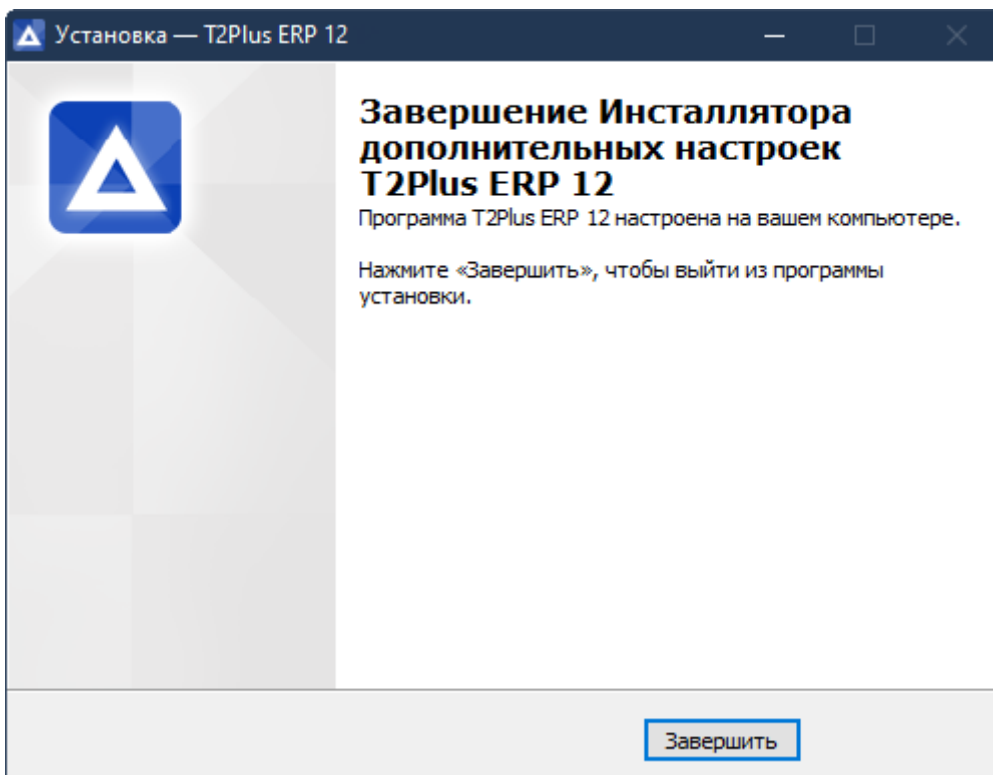 Установка — T2Plus ERP 12
Завершение Инсталлятора
дополнительных настроек
T2Plus ERP 12
Программа T2Plus ERP 12 настроена на вашем компьютере.
Нажмите «Завершить», чтобы выйти из программы
установки.
Завершить